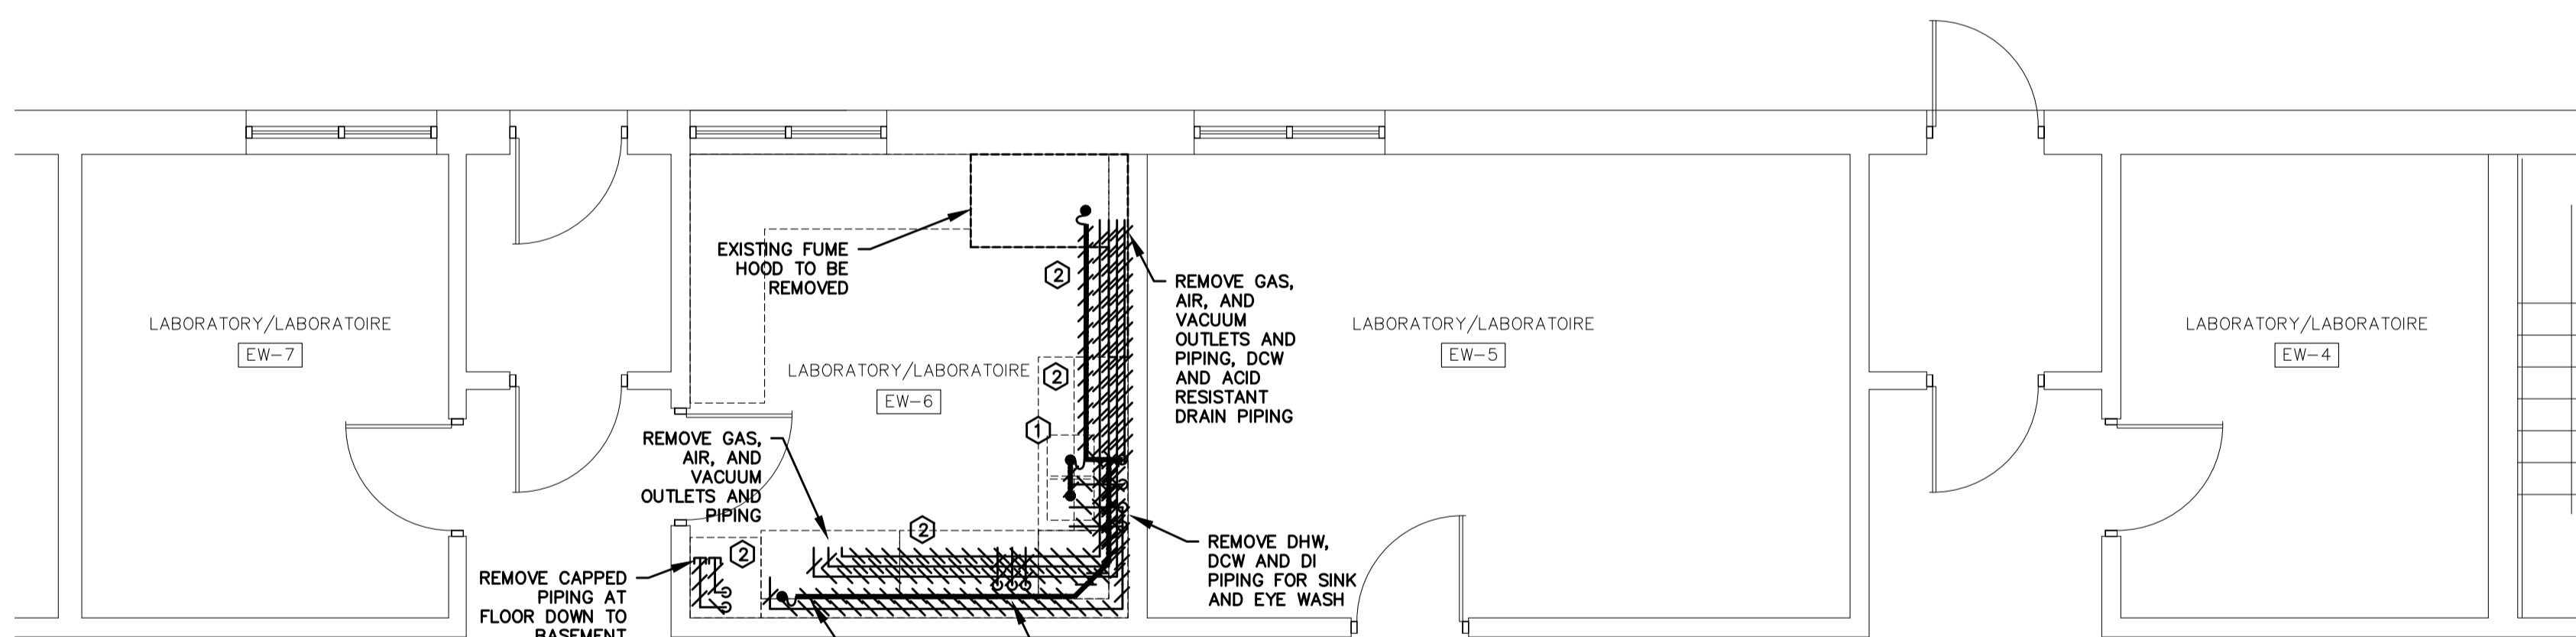 EXISTING FUME
HOOD TO BE
REMOVED
2
REMOVE GAS,
AIR, AND
VACUUM
OUTLETS AND
PIPING, DCW
AND ACID
RESISTANT
DRAIN PIPING
LABORATORY/LABORATOIRE
EW-7
LABORATORY/LABORATOIRE
EW-6
2
1
LABORATORY/LABORATOIRE
EW-5
LABORATORY/LABORATOIRE
EW-4
REMOVE GAS,
AIR, AND
VACUUM
OUTLETS AND
PIPING
2
2
REMOVE DHW,
DCW AND DI
PIPING FOR SINK
AND EYE WASH
REMOVE CAPPED
PIPING AT
FLOOR DOWN TO
BASEMENT